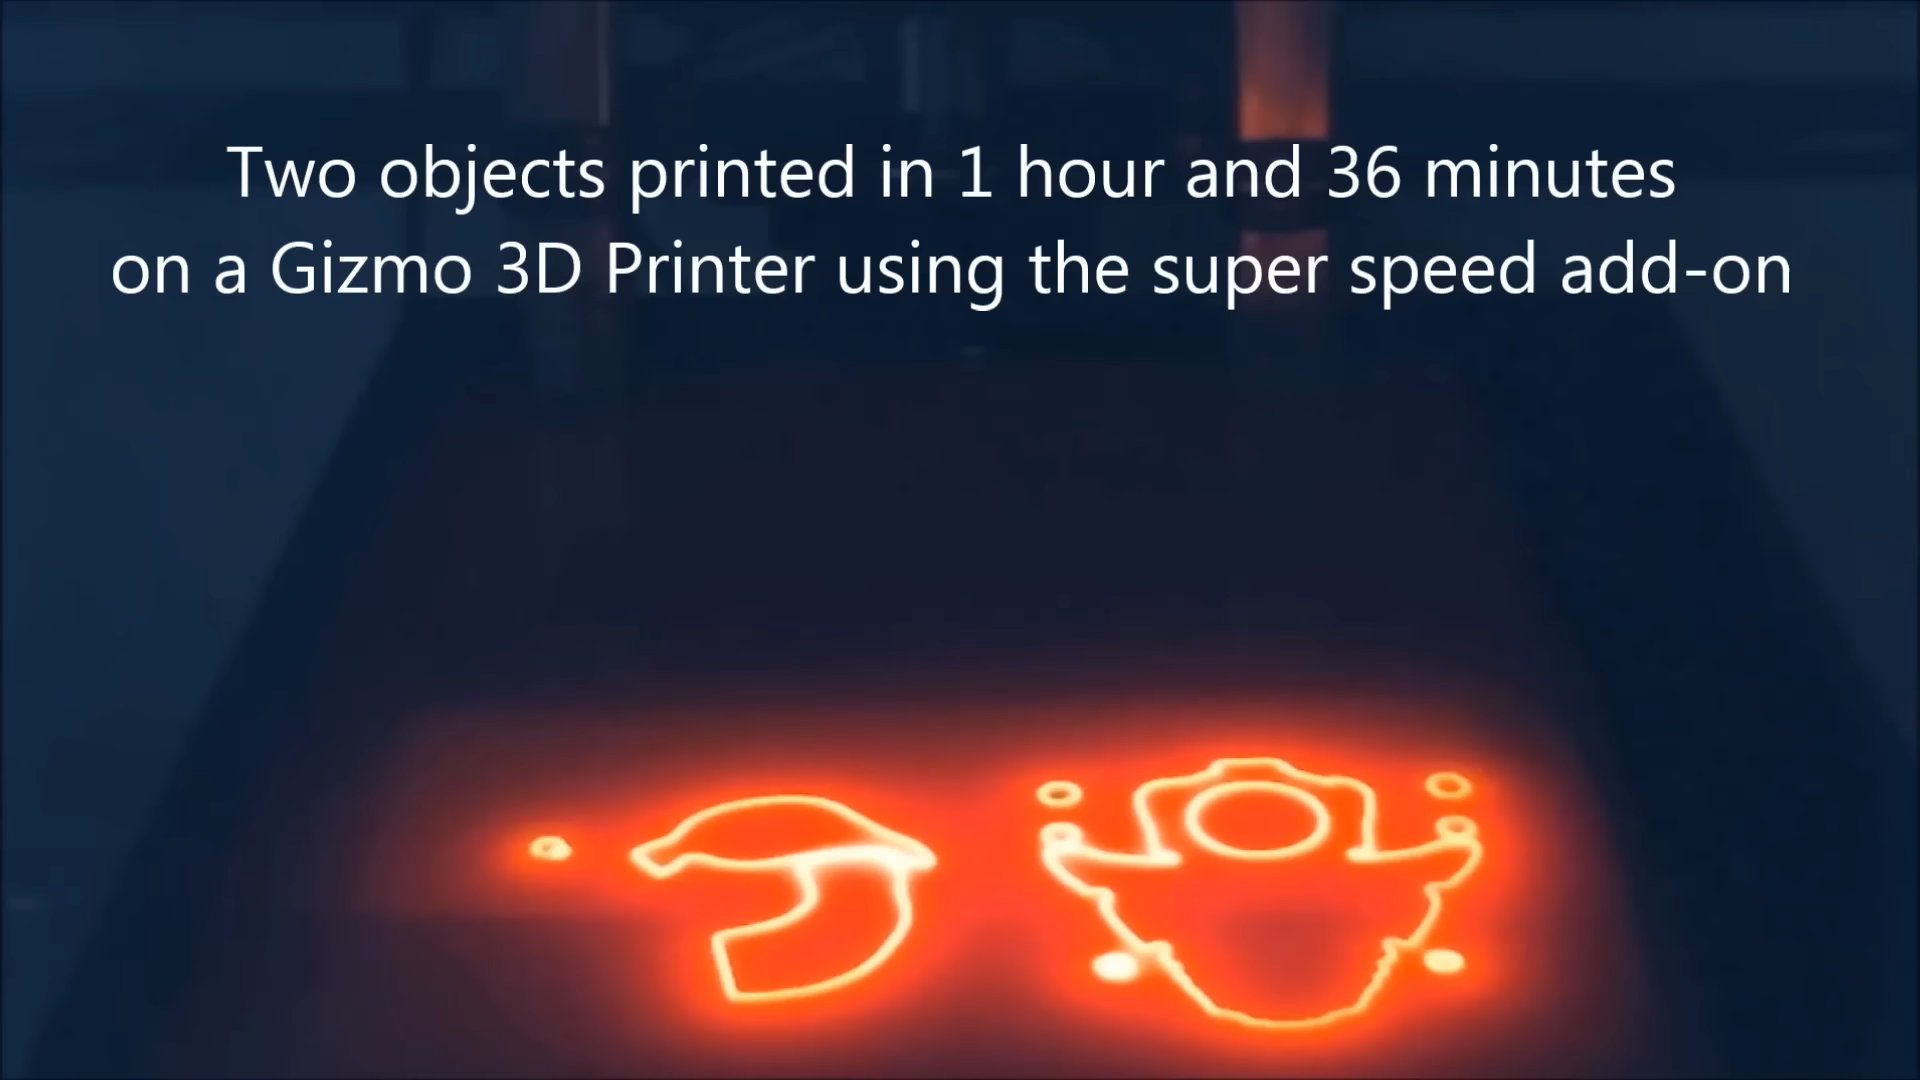 Two objects printed in 1 hour and 36 minutes
on a Gizmo 3D Printer using the super speed add-on